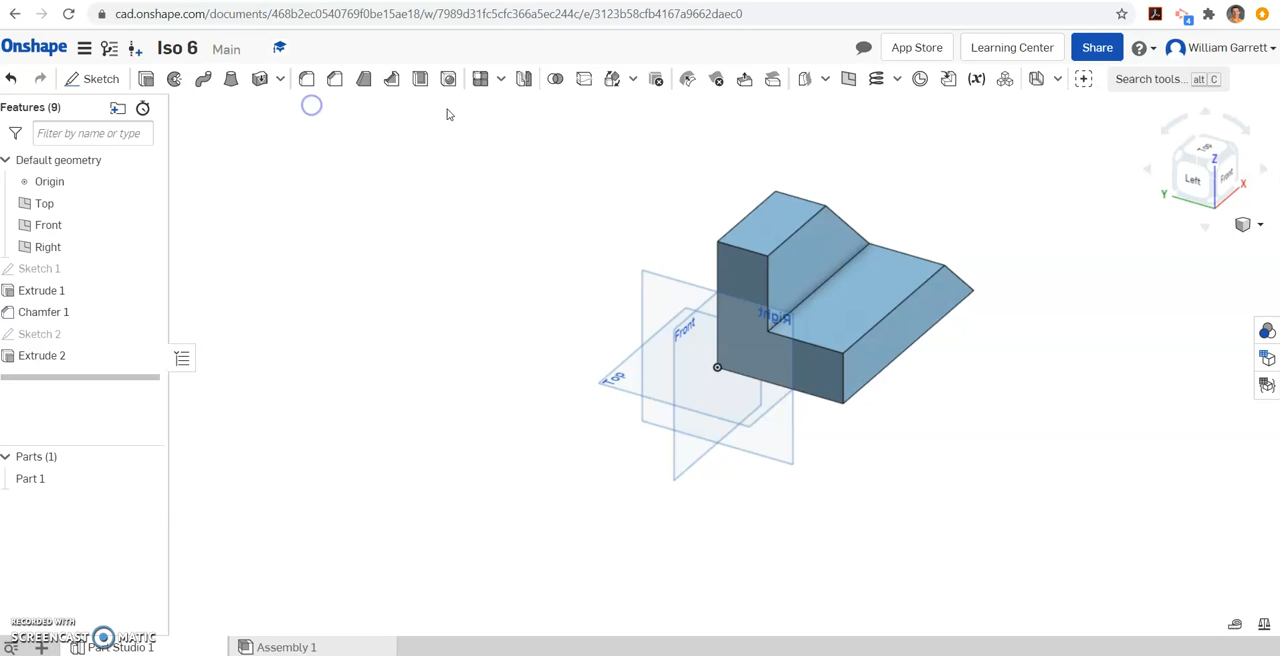 cad.onshape.com/documents/468b2ec0540769f0be15ae18/w/7989d31fc5cfc366a5ec244c/e/3123b58cfb4167a9662daec0
4
Onshape Iso 6 Main App Store Learning Center Share ? William Garrett
Sketch (x) Search tools... alt C
Features (9)
Filter by name or type
Default geometry
Origin
Top
Front
Right
Sketch 1
Extrude 1
Chamfer 1
Sketch 2
Extrude 2
Parts (1)
Part 1
Top
Left
Front
Z
X
Y
Front
Right
Top
RECORDED WITH
SCREENCAST MATIC
Part Studio 1
Assembly 1